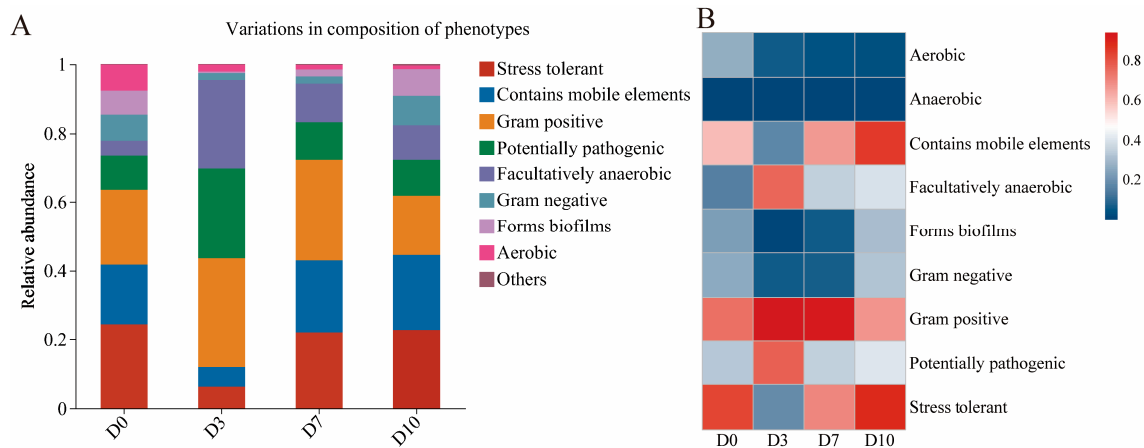 A
Variations in composition of phenotypes
Relative abundance
1
0.8
0.6
0.4
0.2
0
D0
D3
D7
D10
Stress tolerant
Contains mobile elements
Gram positive
Potentially pathogenic
Facultatively anaerobic
Gram negative
Forms biofilms
Aerobic
Others
B
Aerobic
Anaerobic
Contains mobile elements
Facultatively anaerobic
Forms biofilms
Gram negative
Gram positive
Potentially pathogenic
Stress tolerant
D0 D3 D7 D10
0.8
0.6
0.4
0.2